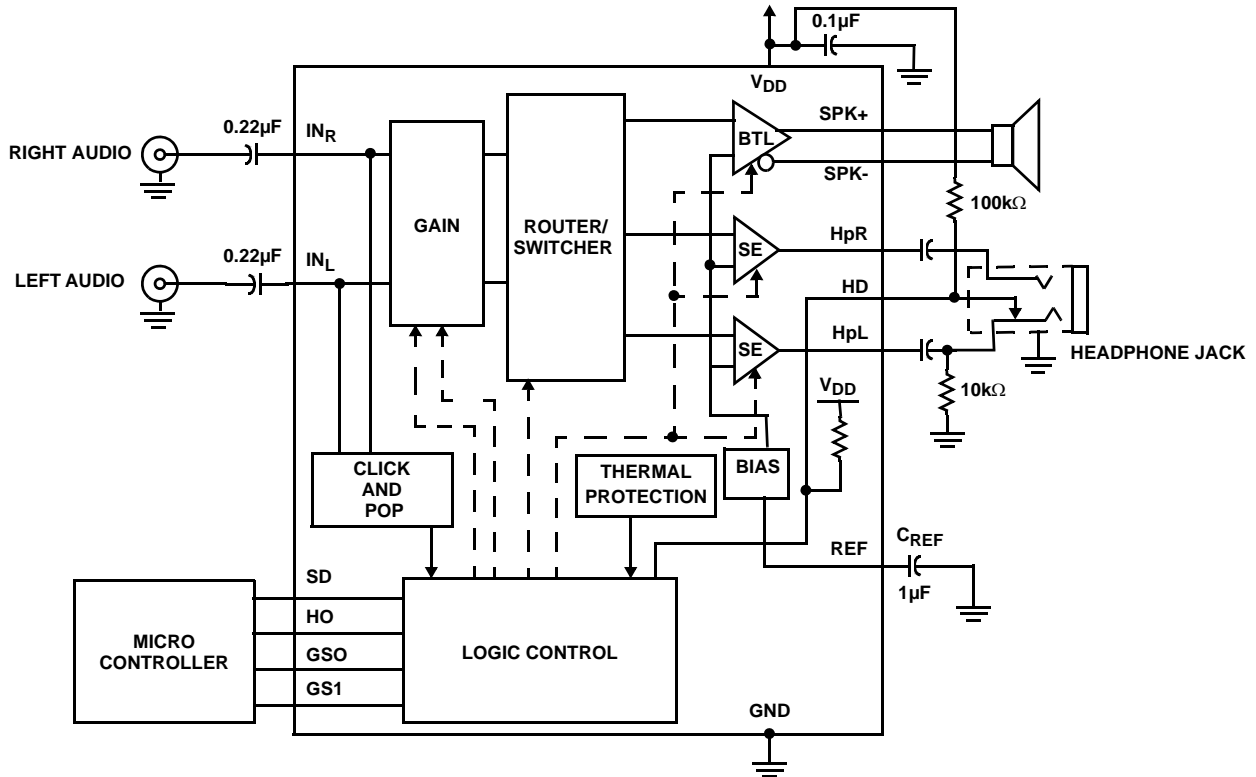 0.1µF
VDD
0.22µF
INR
RIGHT AUDIO
GAIN
ROUTER/
SWITCHER
BTL
SPK+
SPK-
100kΩ
0.22µF
INL
LEFT AUDIO
SE
HpR
HD
SE
HpL
HEADPHONE JACK
VDD
10kΩ
CLICK
AND
POP
THERMAL
PROTECTION
BIAS
REF
CREF
1µF
SD
HO
GSO
GS1
MICRO
CONTROLLER
LOGIC CONTROL
GND